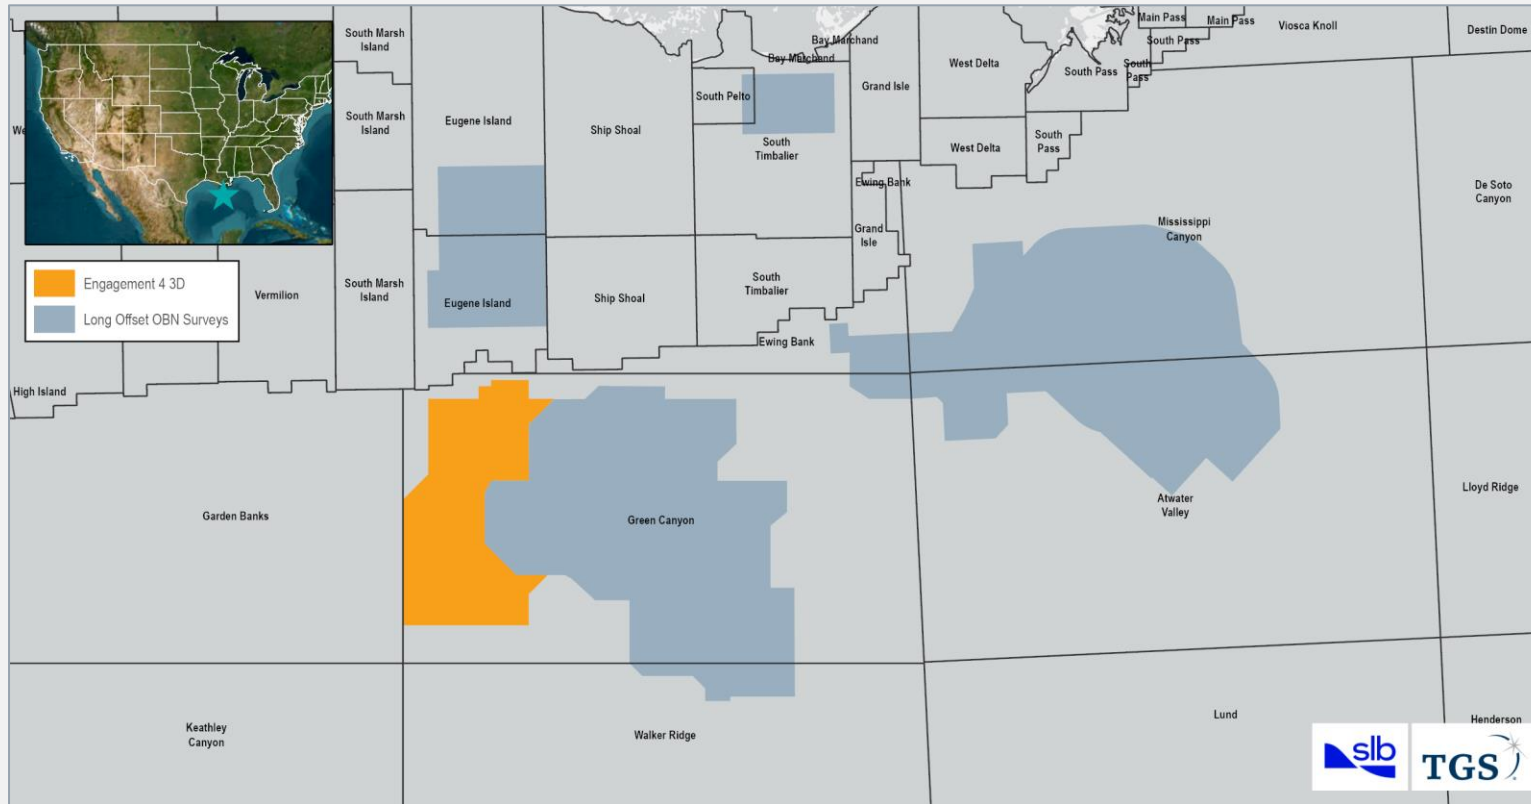 South Marsh
Island
Bay Marchand
Bay Marchand
Main Pass
Main Pass
South Pass
South
Pass
Viosca Knoll
Destin Dome
We
South Marsh
Island
Eugene Island
Ship Shoal
South Pelto
South
Timbalier
Grand Isle
West Delta
South Pass
West Delta
South
Pass
Ewing Bank
De Soto
Canyon
Grand
Isle
Mississippi
Canyon
Engagement 4 3D
Long Offset OBN Surveys
Vermilion
South Marsh
Island
Eugene Island
Ship Shoal
South
Timbalier
Ewing Bank
High Island
Garden Banks
Green Canyon
Atwater
Valley
Lloyd Ridge
Keathley
Canyon
Walker Ridge
Lund
Henderson
slb
TGS